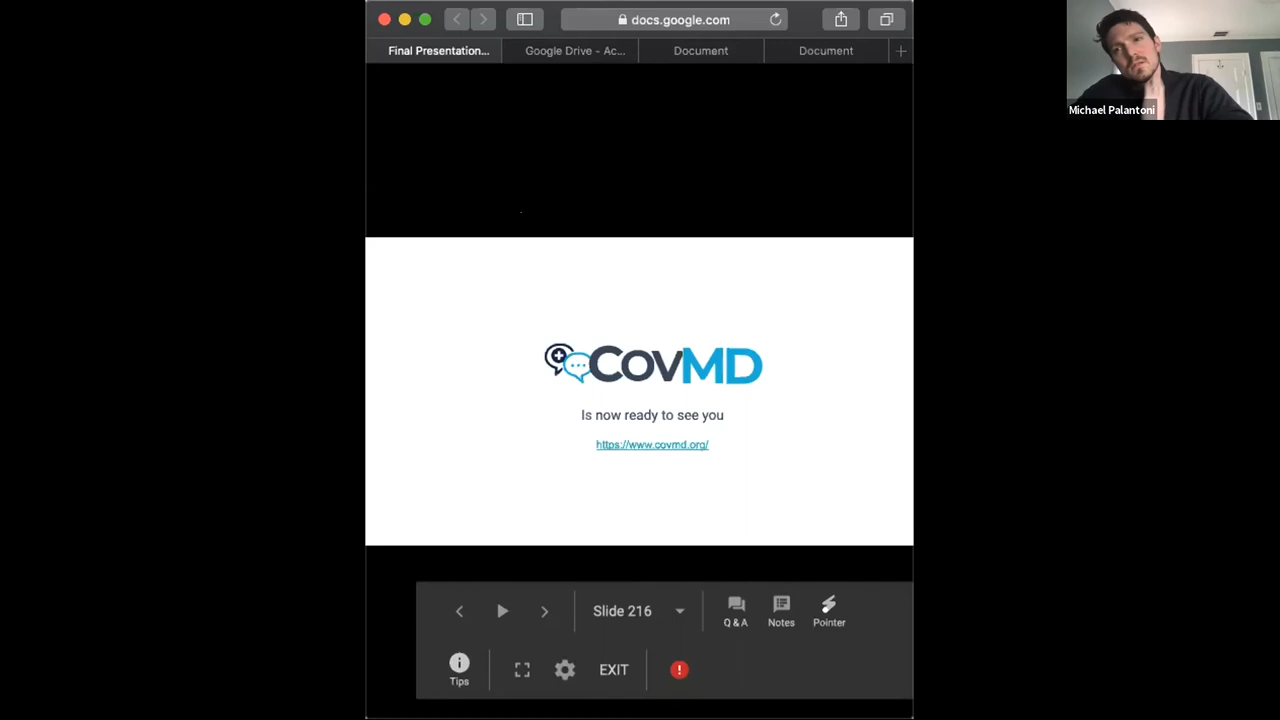 docs.google.com
Final Presentation...
Google Drive - Ac...
Document
Document
Michael Palantoni
CovMD
Is now ready to see you
https://www.covmd.org/
Slide 216
Q & A
Notes
Pointer
Tips
EXIT